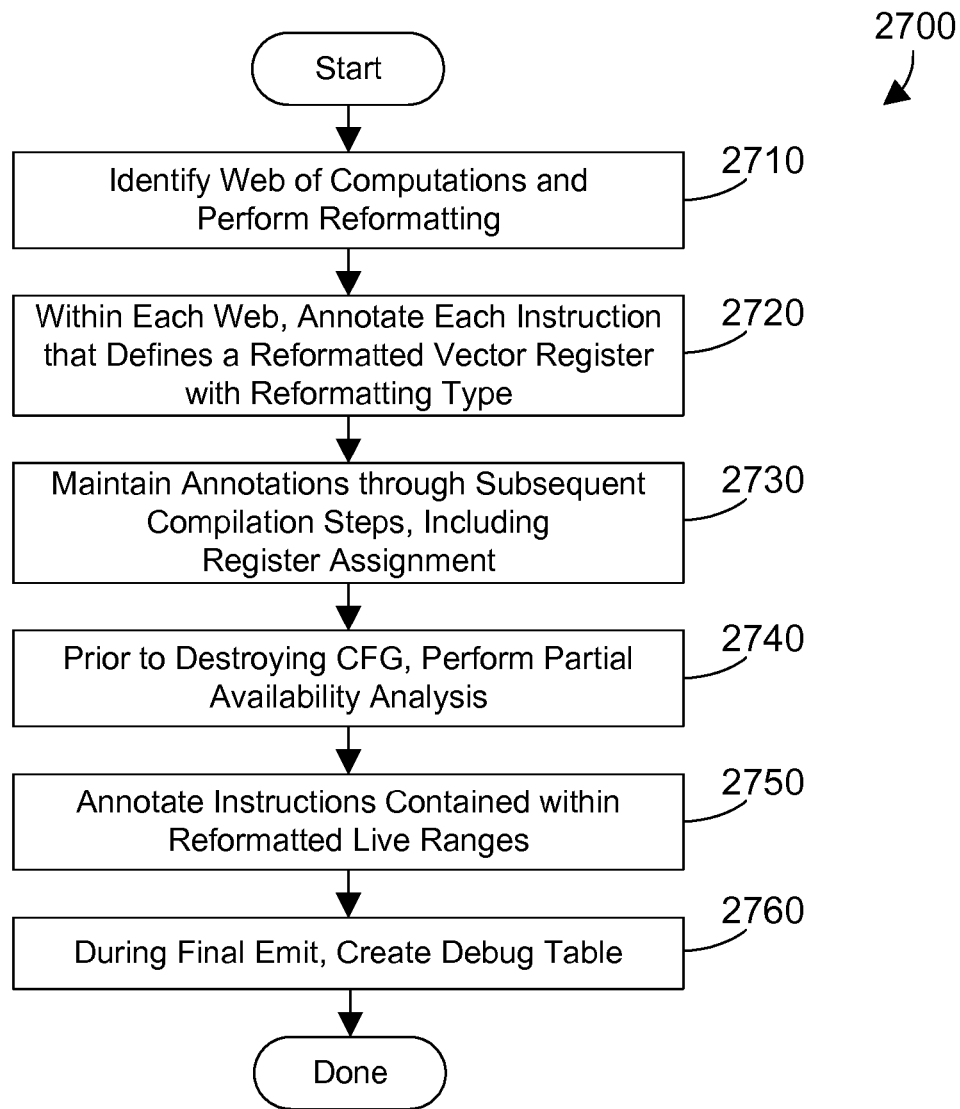 2700
Start
Identify Web of Computations and
Perform Reformatting
2710
Within Each Web, Annotate Each Instruction
that Defines a Reformatted Vector Register
with Reformatting Type
2720
Maintain Annotations through Subsequent
Compilation Steps, Including
Register Assignment
2730
Prior to Destroying CFG, Perform Partial
Availability Analysis
2740
Annotate Instructions Contained within
Reformatted Live Ranges
2750
During Final Emit, Create Debug Table
2760
Done